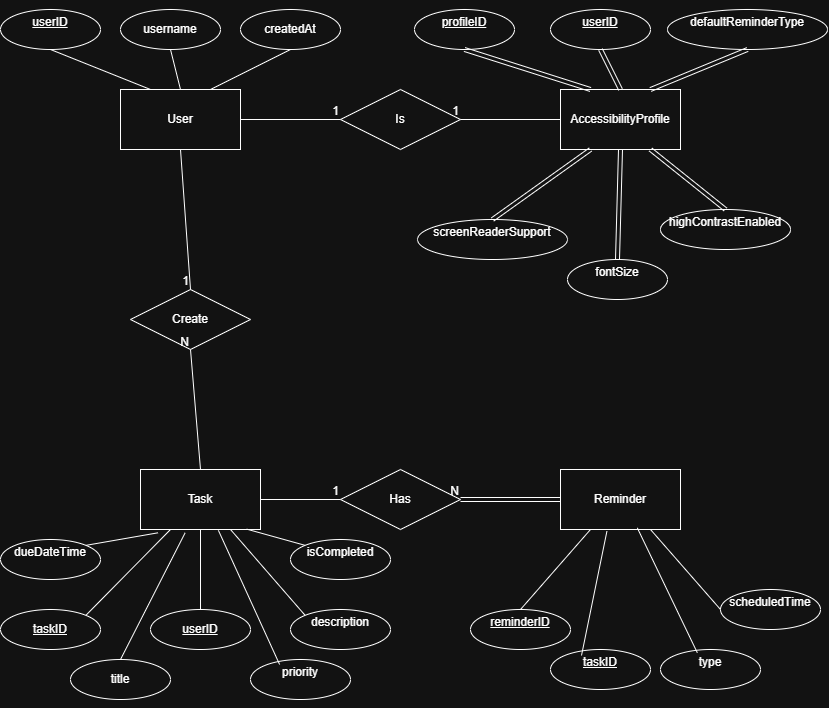 userID
username
createdAt
profileID
userID
defaultReminderType
User
1
Is
1
AccessibilityProfile
screenReaderSupport
highContrastEnabled
fontSize
1
Create
N
Task
1
Has
N
Reminder
dueDateTime
isCompleted
taskID
userID
description
title
priority
reminderID
scheduledTime
taskID
type